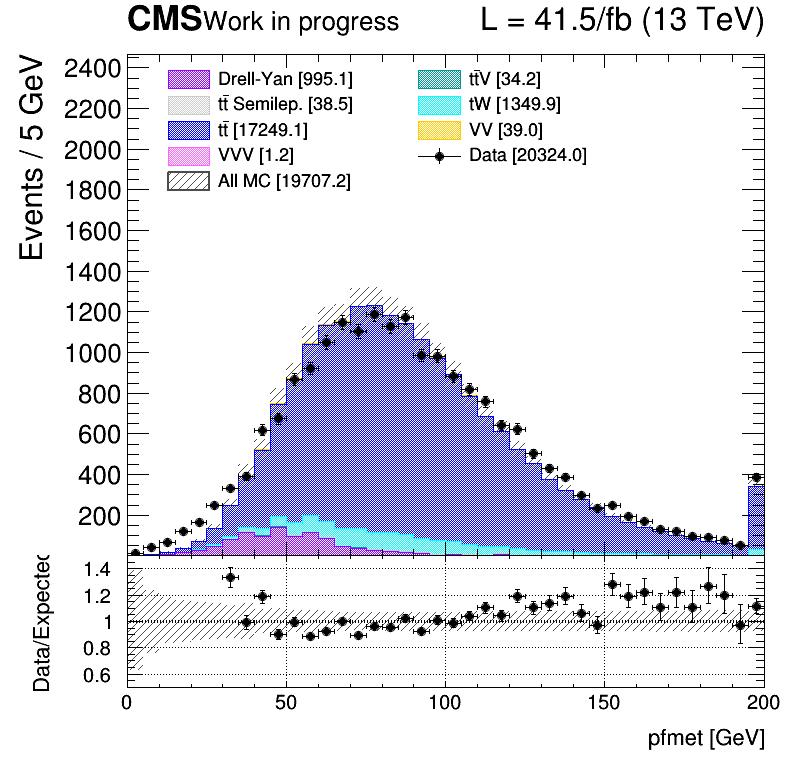 CMS Work in progress L = 41.5/fb (13 TeV)
Events / 5 GeV
2400
2200
2000
1800
1600
1400
1200
1000
800
600
400
200
Drell-Yan [995.1]
tt̄ Semilep. [38.5]
tt̄ [17249.1]
VVV [1.2]
All MC [19707.2]
tt̄V [34.2]
tW [1349.9]
VV [39.0]
Data [20324.0]
Data/Expected
1.4
1.2
1
0.8
0.6
0 50 100 150 200
pfmet [GeV]